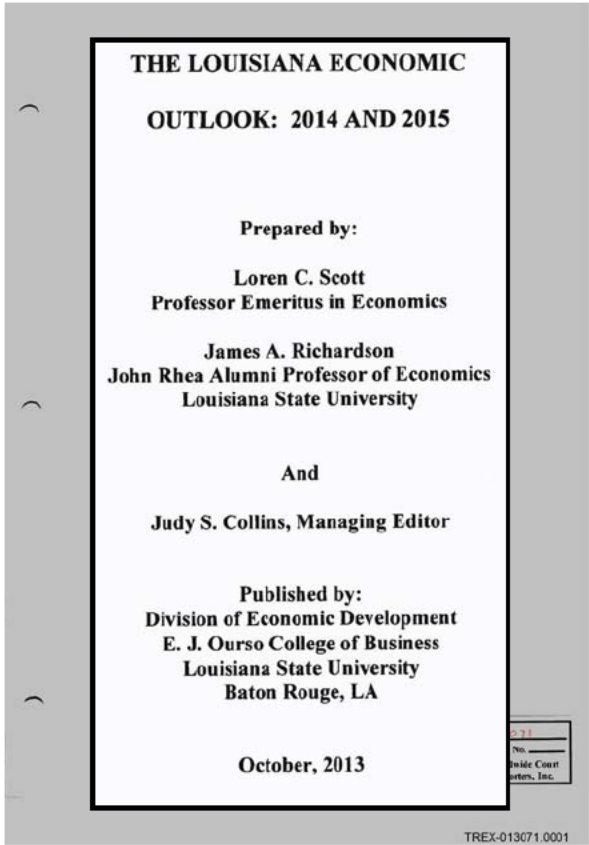 THE LOUISIANA ECONOMIC
OUTLOOK: 2014 AND 2015
Prepared by:
Loren C. Scott
Professor Emeritus in Economics
James A. Richardson
John Rhea Alumni Professor of Economics
Louisiana State University
And
Judy S. Collins, Managing Editor
Published by:
Division of Economic Development
E. J. Ourso College of Business
Louisiana State University
Baton Rouge, LA
October, 2013
No.
Court
Inc.
TREX-013071.0001